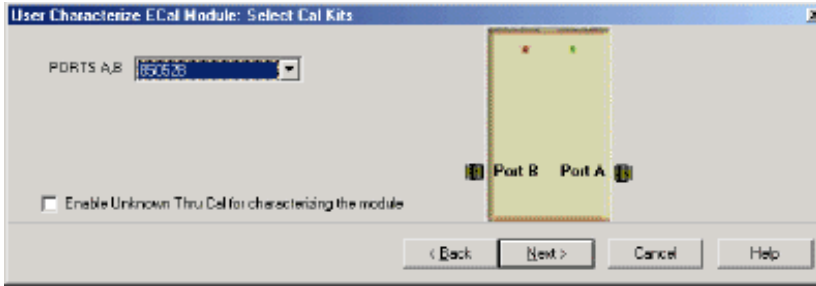 User Characterize ECal Module: Select Cal Kits
PORTS A,B 85052B
Port B Port A
Enable Unknown Thru Cal for characterizing the module
< Back Next > Cancel Help